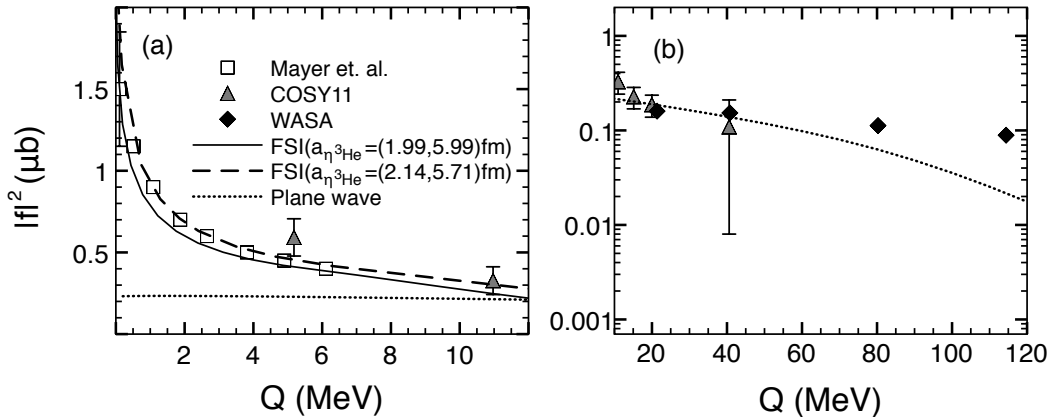 (a)
Mayer et. al.
COSY11
WASA
FSI(aη³He=(1.99,5.99)fm)
FSI(aη³He=(2.14,5.71)fm)
Plane wave
|f|² (μb)
1.5
1
0.5
2 4 6 8 10
Q (MeV)
(b)
1
0.1
0.01
0.001
20 40 60 80 100 120
Q (MeV)